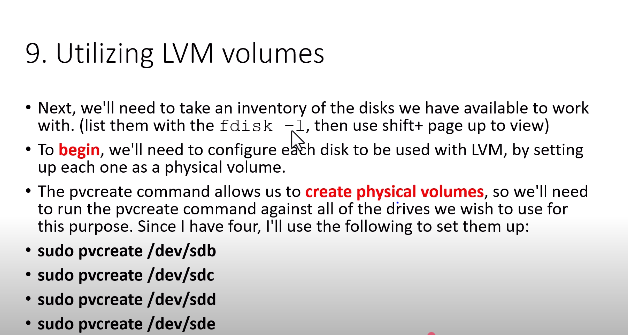 9. Utilizing LVM volumes
• Next, we'll need to take an inventory of the disks we have available to work
with. (list them with the fdisk -l, then use shift+ page up to view)
• To begin, we'll need to configure each disk to be used with LVM, by setting
up each one as a physical volume.
• The pvcreate command allows us to create physical volumes, so we'll need
to run the pvcreate command against all of the drives we wish to use for
this purpose. Since I have four, I'll use the following to set them up:
• sudo pvcreate /dev/sdb
• sudo pvcreate /dev/sdc
• sudo pvcreate /dev/sdd
• sudo pvcreate /dev/sde